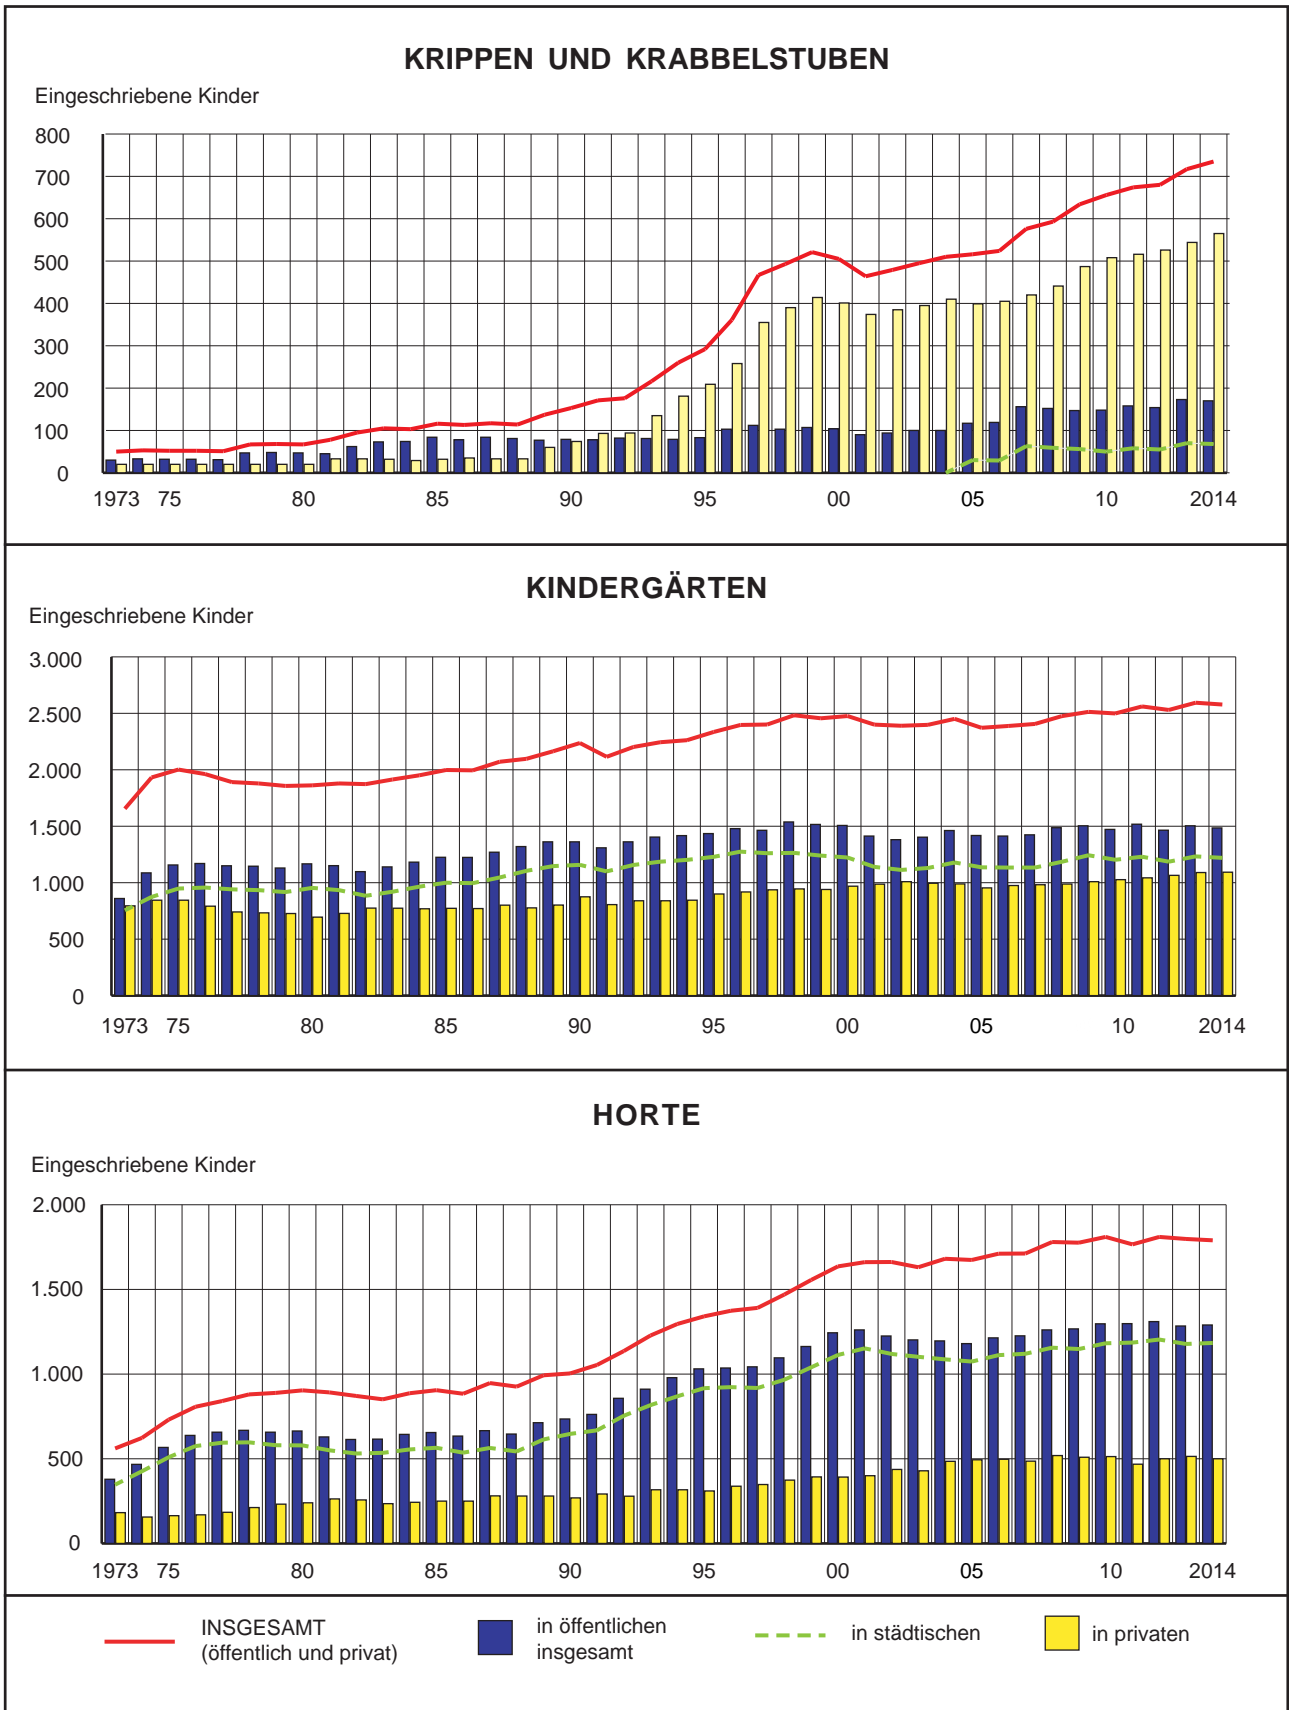 KRIPPEN UND KRABBELSTUBEN
Eingeschriebene Kinder
800
700
600
500
400
300
200
100
0
1973 75 80 85 90 95 00 05 10 2014
KINDERGÄRTEN
Eingeschriebene Kinder
3.000
2.500
2.000
1.500
1.000
500
0
1973 75 80 85 90 95 00 05 10 2014
HORTE
Eingeschriebene Kinder
2.000
1.500
1.000
500
0
1973 75 80 85 90 95 00 05 10 2014
INSGESAMT
(öffentlich und privat)
in öffentlichen
insgesamt
in städtischen
in privaten